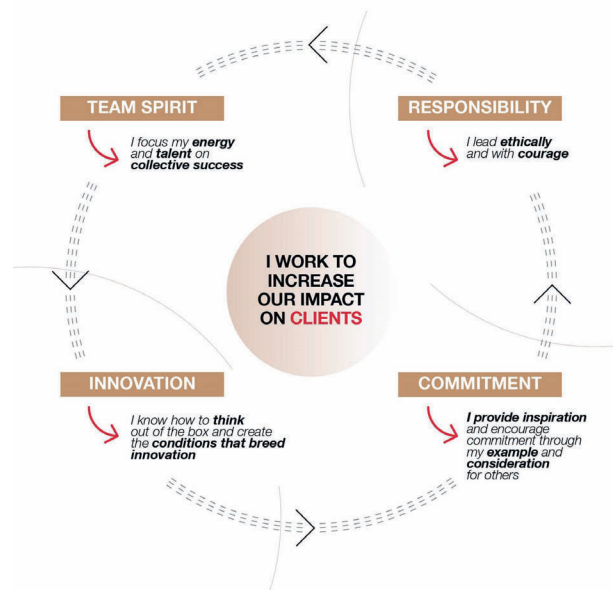 TEAM SPIRIT
I focus my energy
and talent on
collective success
RESPONSIBILITY
I lead ethically
and with courage
I WORK TO
INCREASE
OUR IMPACT
ON CLIENTS
INNOVATION
I know how to think
out of the box and create
the conditions that breed
innovation
COMMITMENT
I provide inspiration
and encourage
commitment through
my example and
consideration
for others